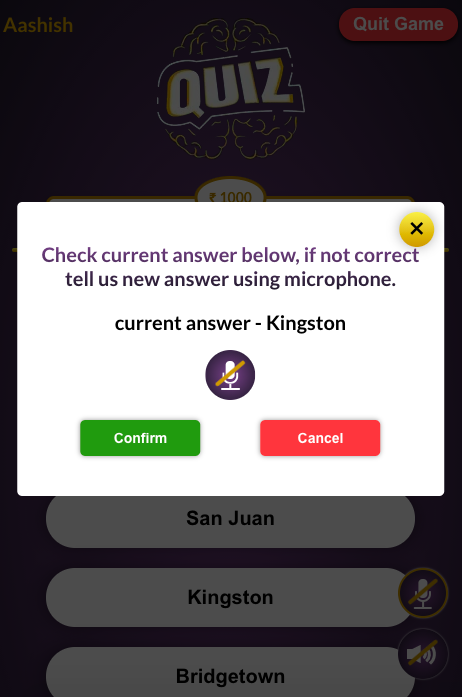 Aashish
Quit Game
QUIZ
₹ 1000
Check current answer below, if not correct
tell us new answer using microphone.
current answer - Kingston
Confirm
Cancel
San Juan
Kingston
Bridgetown